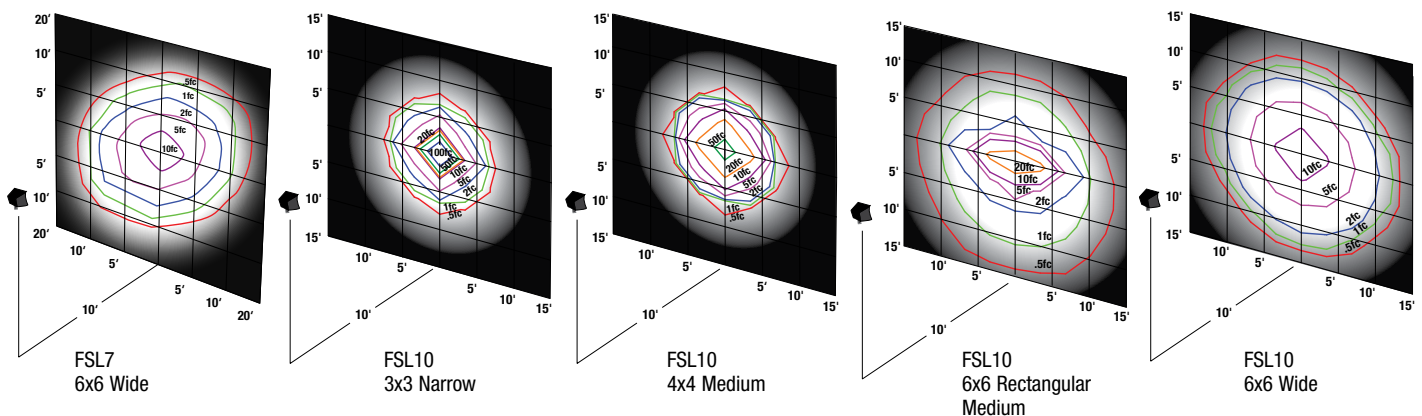 20'
10'
5'
5'
10'
20'
10'
5'
5'
10'
20'
10'
.5fc
1fc
2fc
5fc
10fc
FSL7
6x6 Wide
15'
10'
5'
5'
10'
15'
10'
5'
5'
10'
15'
10'
20fc
100fc
50fc
10fc
5fc
2fc
1fc
.5fc
FSL10
3x3 Narrow
15'
10'
5'
5'
10'
15'
10'
5'
5'
10'
15'
10'
50fc
20fc
10fc
5fc
2fc
1fc
.5fc
FSL10
4x4 Medium
15'
10'
5'
5'
10'
15'
10'
5'
5'
10'
15'
10'
20fc
10fc
5fc
2fc
1fc
.5fc
FSL10
6x6 Rectangular
Medium
15'
10'
5'
5'
10'
15'
10'
5'
5'
10'
15'
10'
10fc
5fc
2fc
1fc
.5fc
FSL10
6x6 Wide